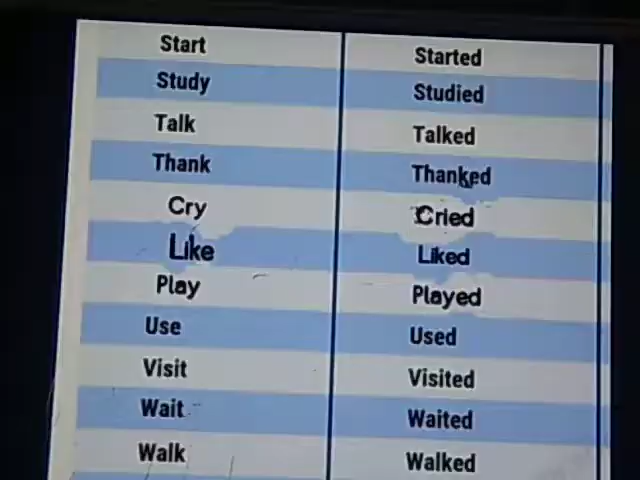 Start Started
Study Studied
Talk Talked
Thank Thanked
Cry Cried
Like Liked
Play Played
Use Used
Visit Visited
Wait Waited
Walk Walked